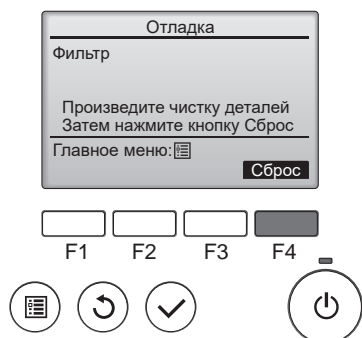 Отладка
Фильтр
Произведите чистку деталей
Затем нажмите кнопку Сброс
Главное меню:
Сброс
F1 F2 F3 F4